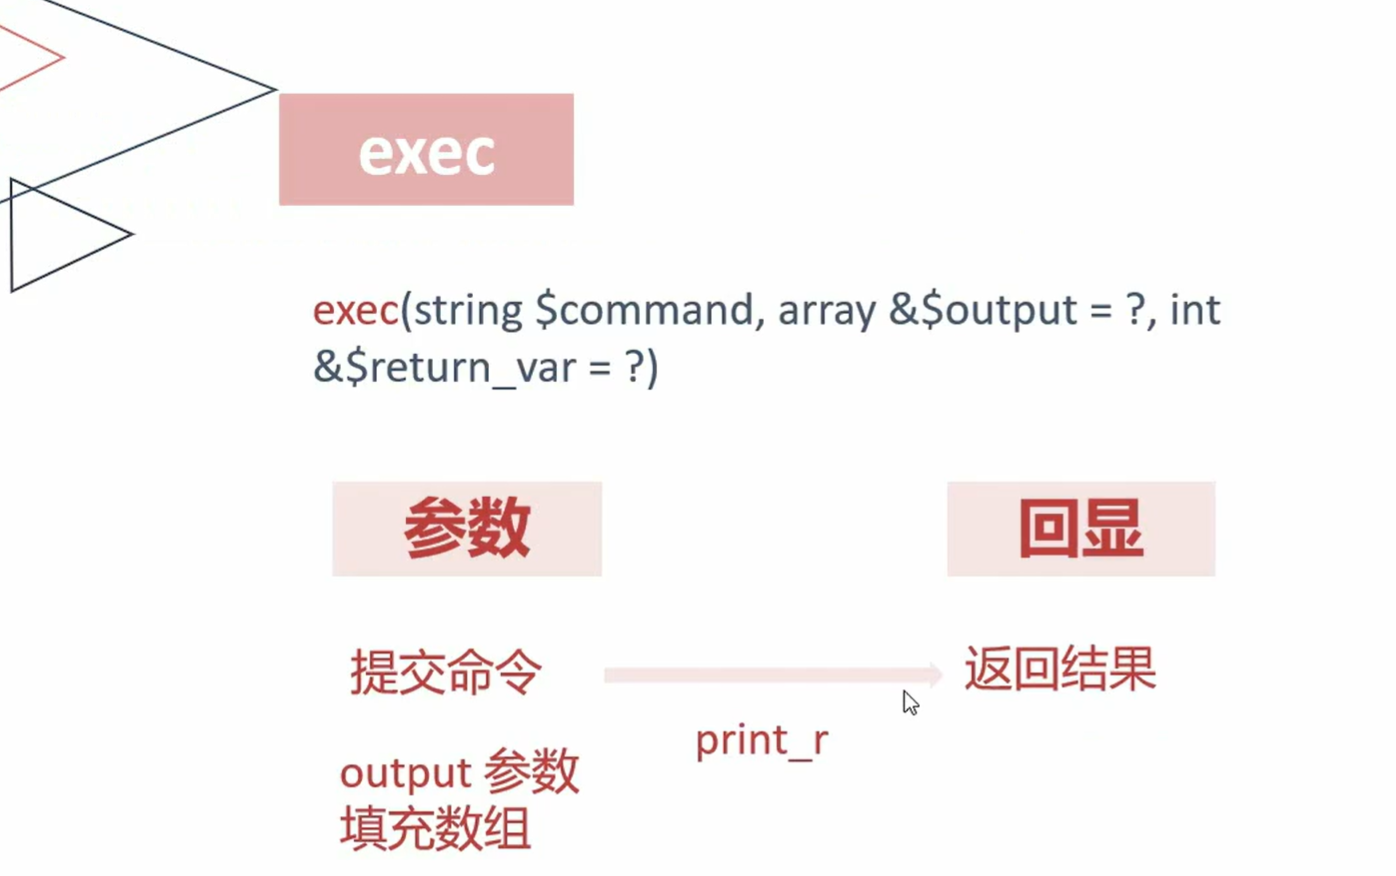 exec
exec(string $command, array &$output = ?, int
&$return_var = ?)
参数
回显
提交命令
返回结果
print_r
output 参数
填充数组